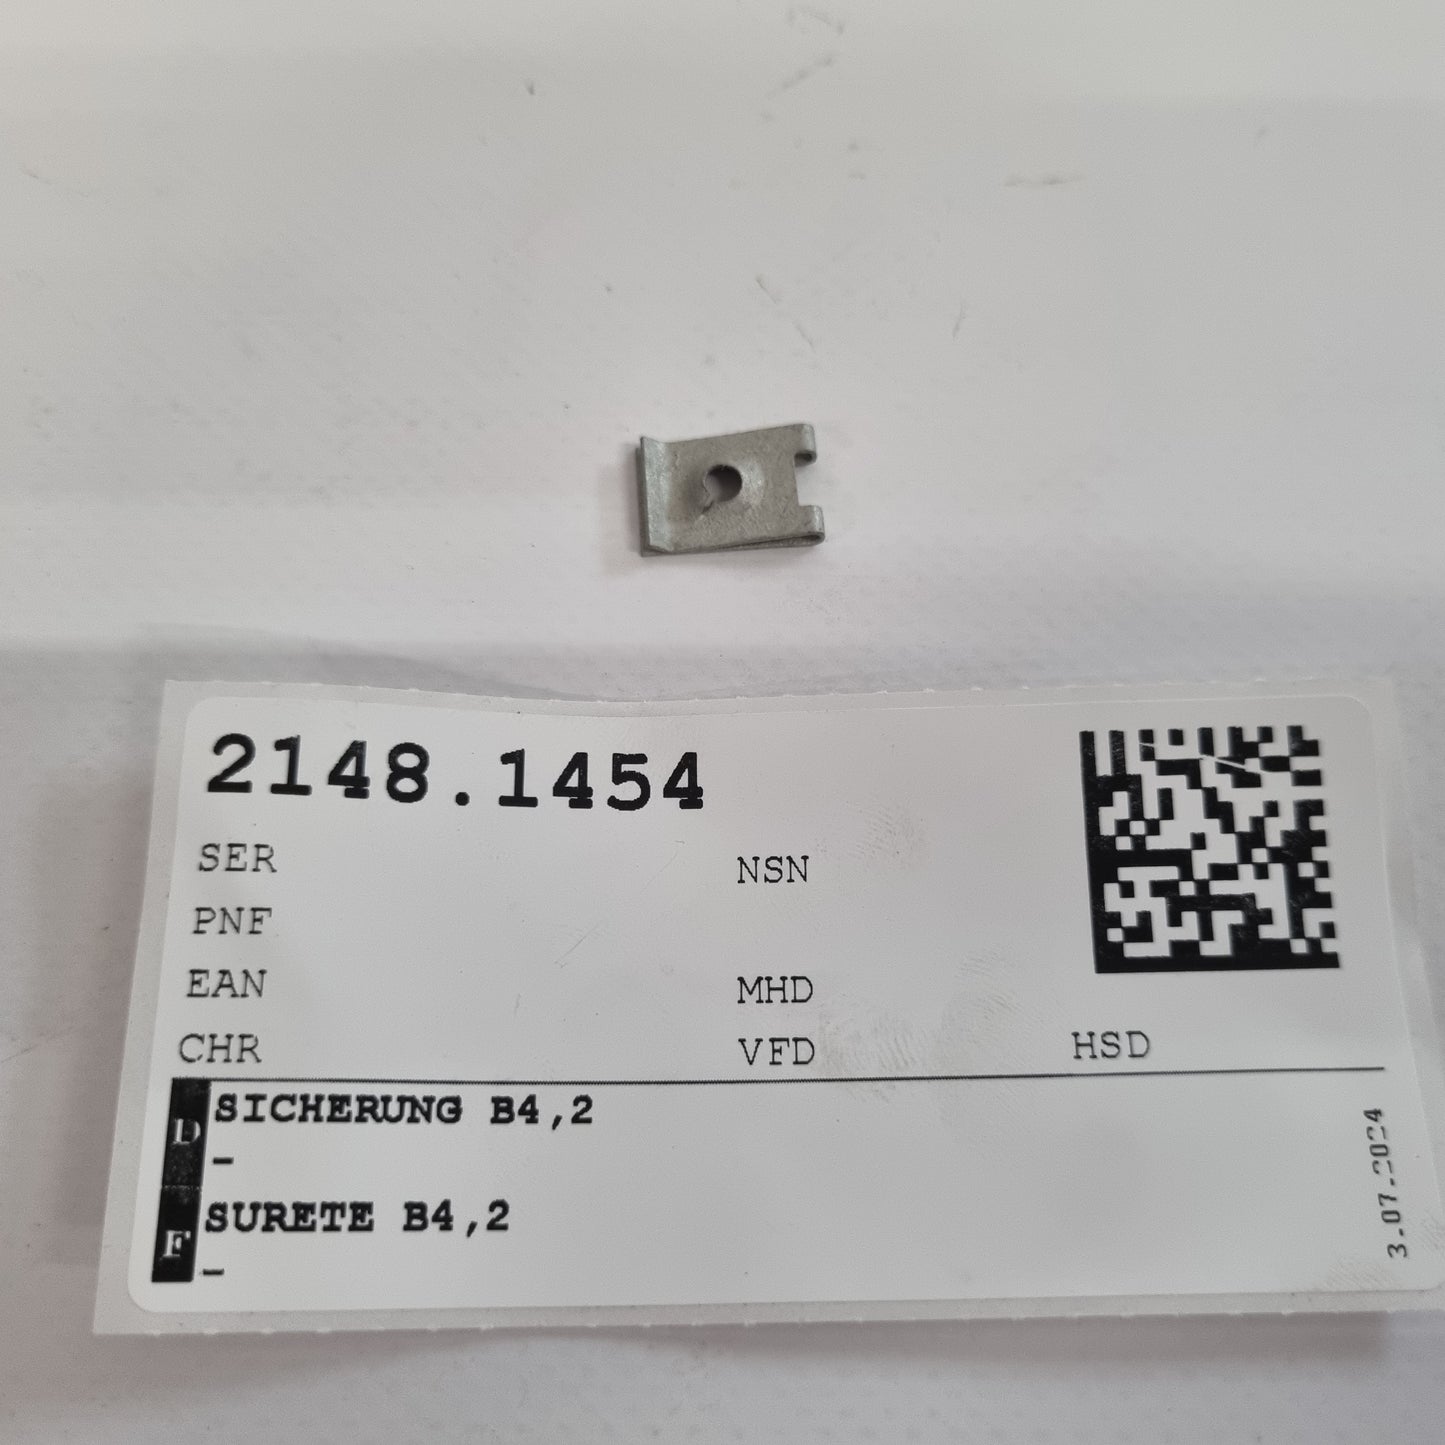 2148.1454
SER
NSN
PNF
EAN
MHD
CHR
VFD
HSD
D
SICHERUNG B4,2
-
F
SURETE B4,2
-
3.07.2024